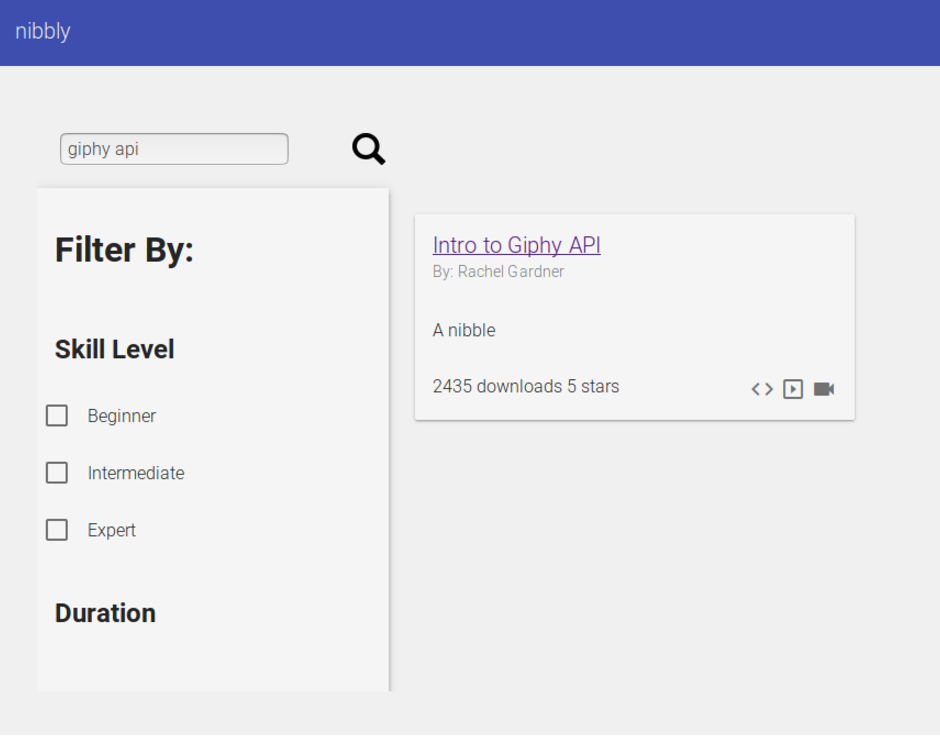 nibbly
giphy api
Filter By:
Skill Level
Beginner
Intermediate
Expert
Duration
Intro to Giphy API
By: Rachel Gardner
A nibble
2435 downloads 5 stars